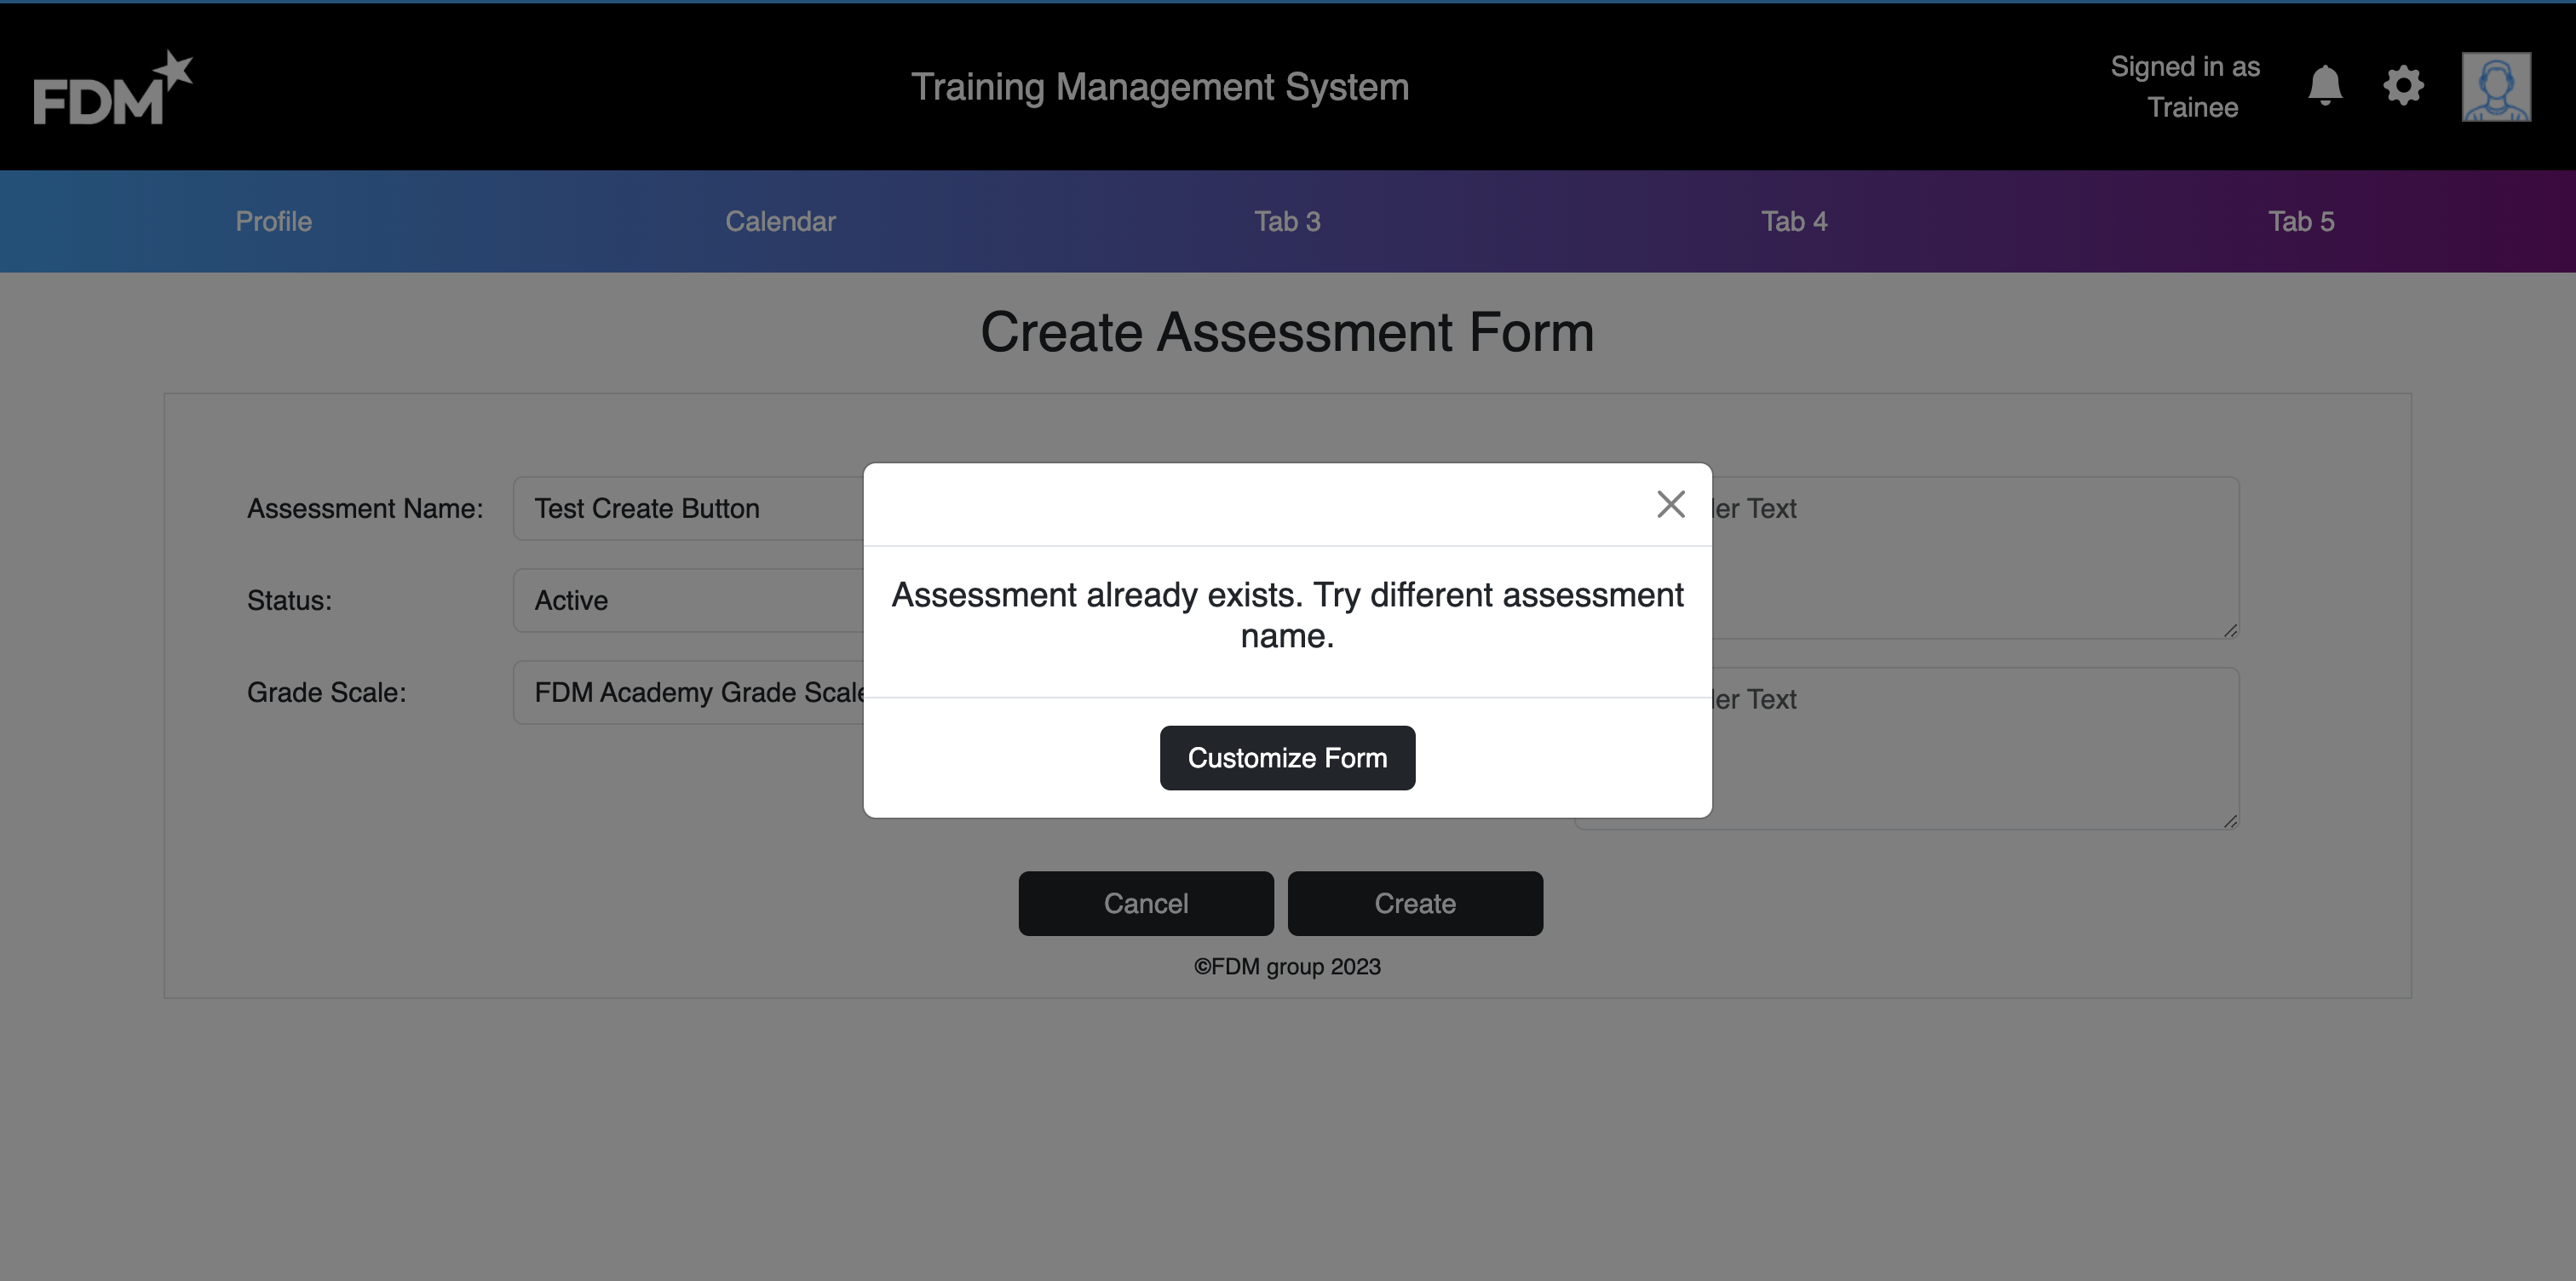 FDM
Training Management System
Signed in as
Trainee
Profile
Calendar
Tab 3
Tab 4
Tab 5
Create Assessment Form
Assessment Name:
Test Create Button
Status:
Active
Grade Scale:
FDM Academy Grade Scale
Text
Text
Assessment already exists. Try different assessment
name.
Customize Form
Cancel
Create
©FDM group 2023